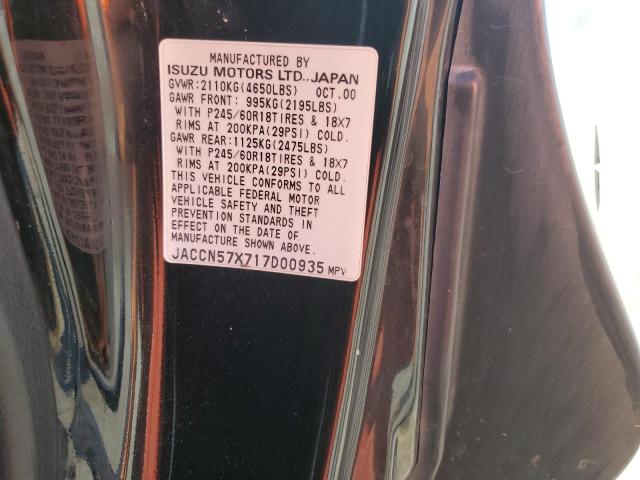 MANUFACTURED BY
ISUZU MOTORS LTD., JAPAN
GVWR:2110KG(4650LBS) OCT.00
GAWR FRONT: 995KG(2195LBS)
WITH P245/60R18TIRES & 18X7
RIMS AT 200KPA(29PSI) COLD.
GAWR REAR:1125KG(2475LBS)
WITH P245/60R18TIRES & 18X7
RIMS AT 200KPA(29PSI) COLD.
THIS VEHICLE CONFORMS TO ALL
APPLICABLE FEDERAL MOTOR
VEHICLE SAFETY AND THEFT
PREVENTION STANDARDS IN
EFFECT ON THE DATE OF
MANUFACTURE SHOWN ABOVE.
JACCN57X717D00935 MPV